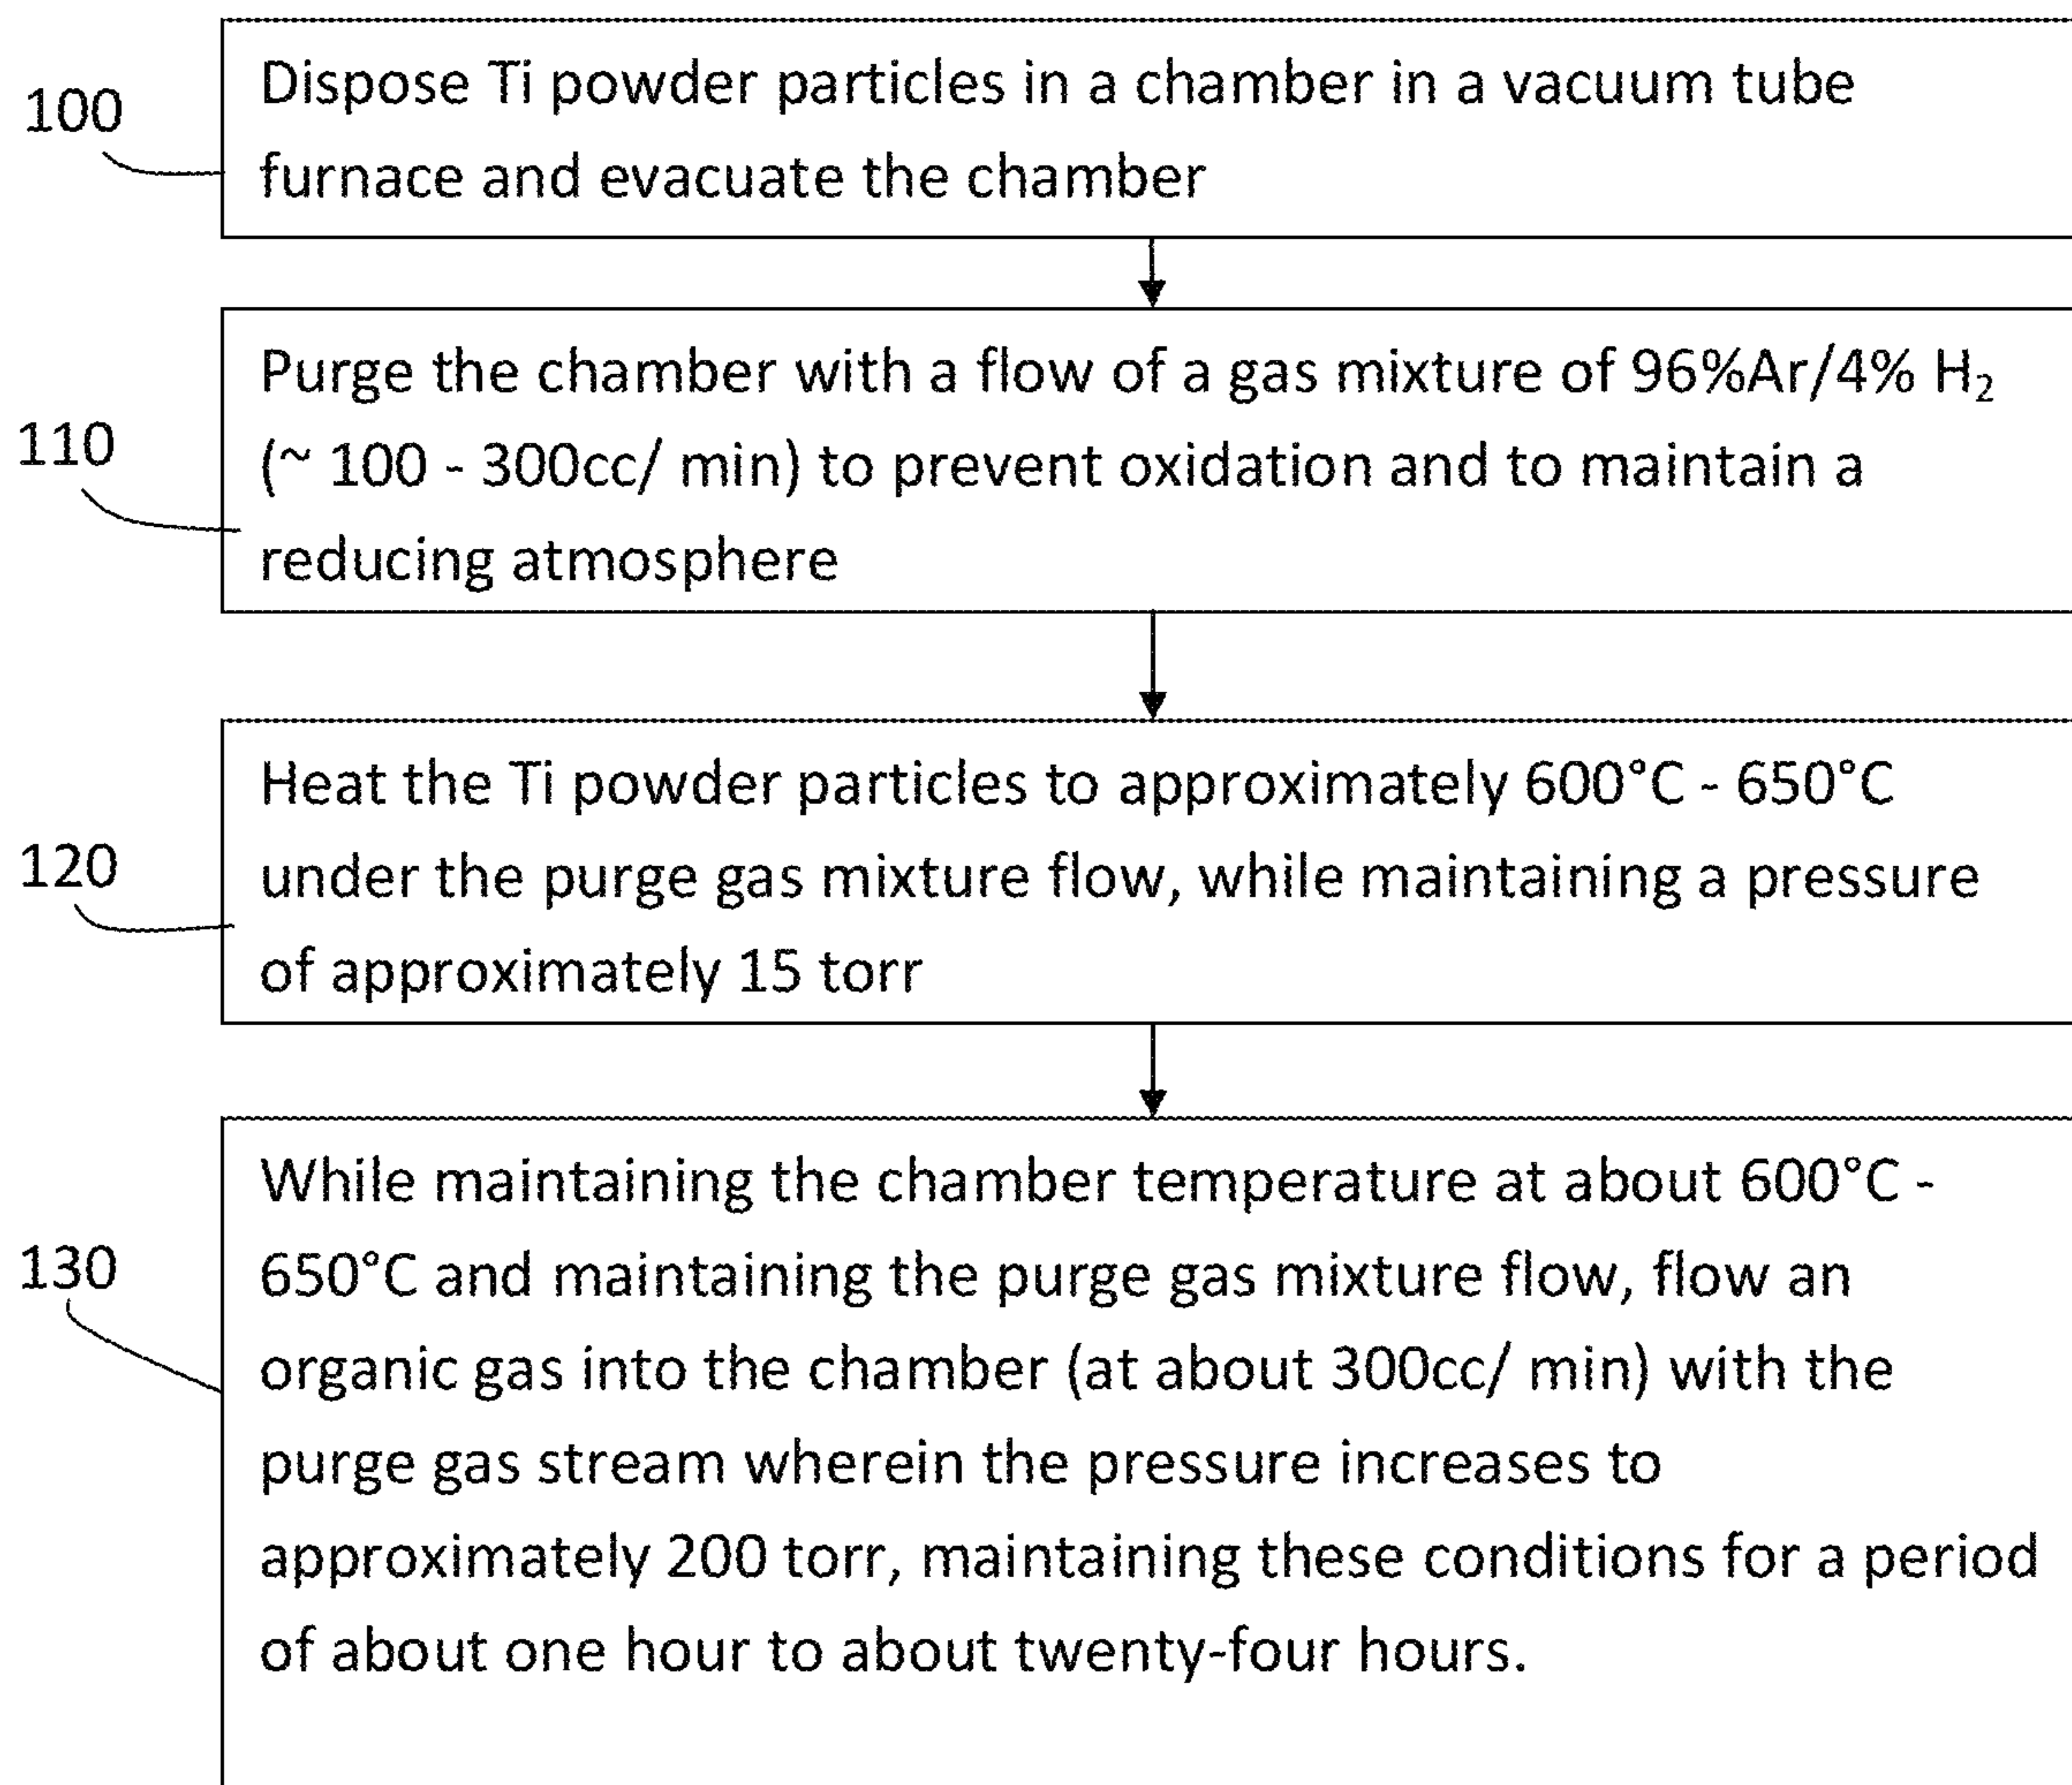 100
Dispose Ti powder particles in a chamber in a vacuum tube
furnace and evacuate the chamber
Purge the chamber with a flow of a gas mixture of 96%Ar/4% H₂
110
(~ 100 - 300cc/ min) to prevent oxidation and to maintain a
reducing atmosphere
Heat the Ti powder particles to approximately 600°C - 650°C
120
under the purge gas mixture flow, while maintaining a pressure
of approximately 15 torr
While maintaining the chamber temperature at about 600°C -
130
650°C and maintaining the purge gas mixture flow, flow an
organic gas into the chamber (at about 300cc/ min) with the
purge gas stream wherein the pressure increases to
approximately 200 torr, maintaining these conditions for a period
of about one hour to about twenty-four hours.